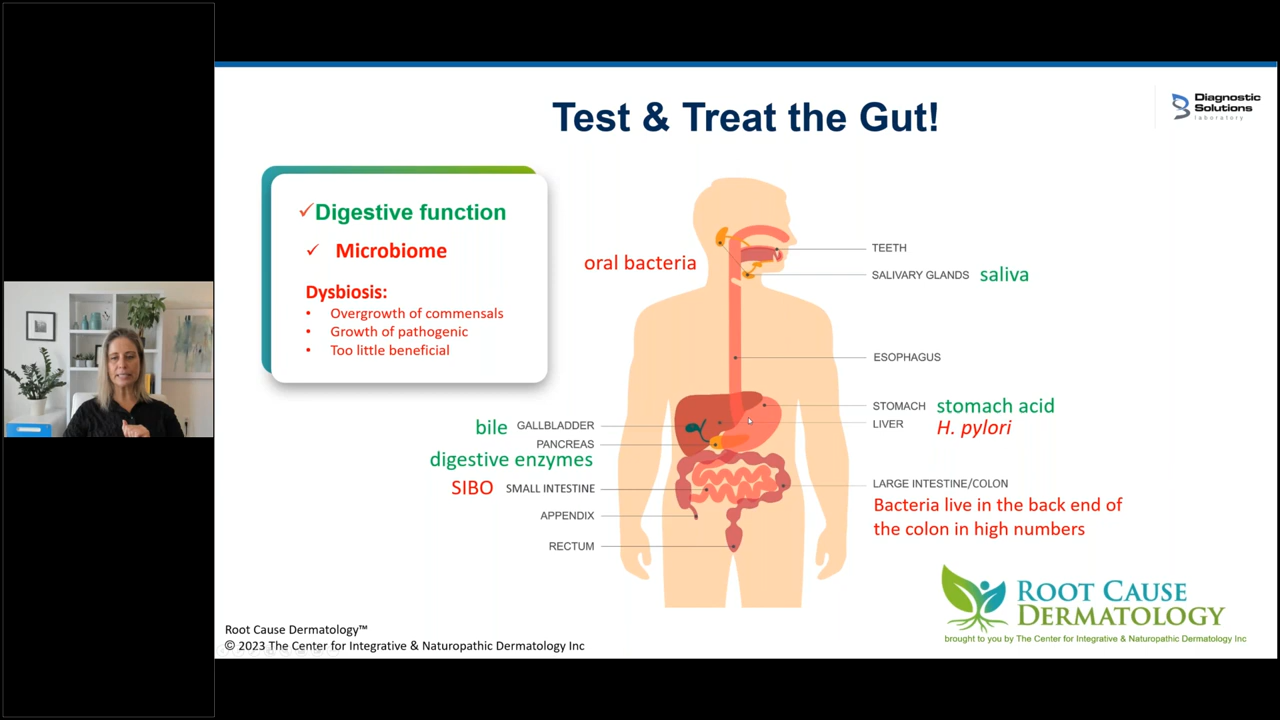 Test & Treat the Gut!
Diagnostic
Solutions
laboratory
✓Digestive function
✓ Microbiome
Dysbiosis:
• Overgrowth of commensals
• Growth of pathogenic
• Too little beneficial
oral bacteria
TEETH
SALIVARY GLANDS saliva
ESOPHAGUS
STOMACH stomach acid
LIVER H. pylori
bile GALLBLADDER
PANCREAS
digestive enzymes
SIBO SMALL INTESTINE
APPENDIX
RECTUM
LARGE INTESTINE/COLON
Bacteria live in the back end of
the colon in high numbers
ROOT CAUSE
DERMATOLOGY
brought to you by The Center for Integrative & Naturopathic Dermatology Inc
Root Cause Dermatology™
© 2023 The Center for Integrative & Naturopathic Dermatology Inc